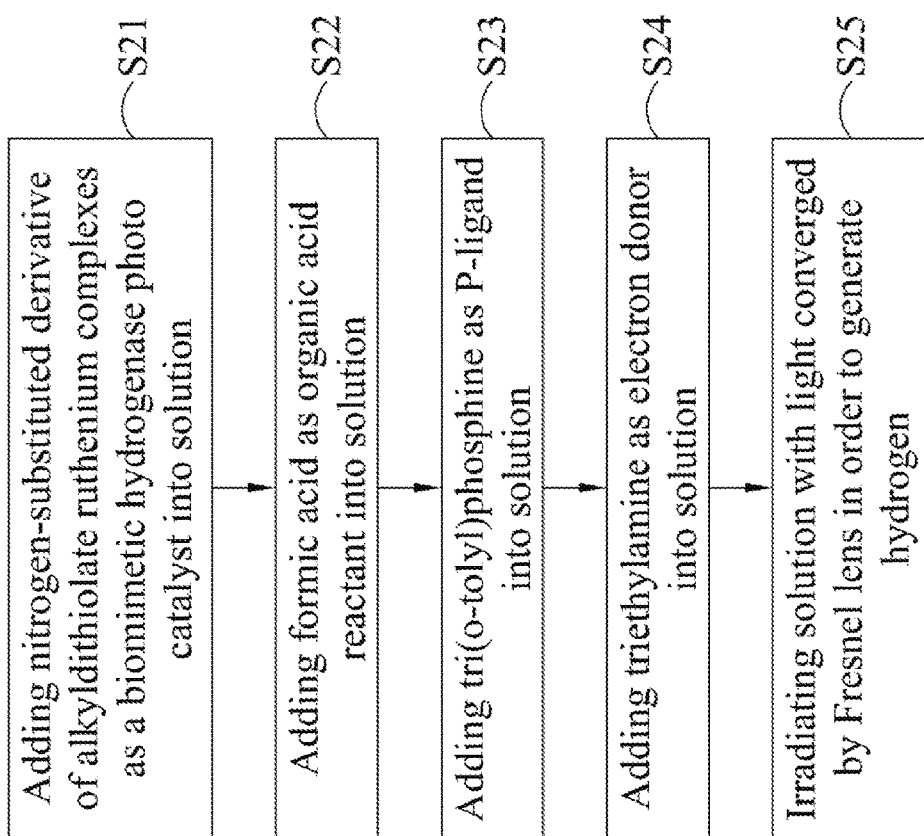 Adding nitrogen-substituted derivative
of alkyldithiolate ruthenium complexes
as a biomimetic hydrogenase photo
catalyst into solution
S21
Adding formic acid as organic acid
reactant into solution
S22
Adding tri(o-tolyl)phosphine as P-ligand
into solution
S23
Adding triethylamine as electron donor
into solution
S24
Irradiating solution with light converged
by Fresnel lens in order to generate
hydrogen
S25